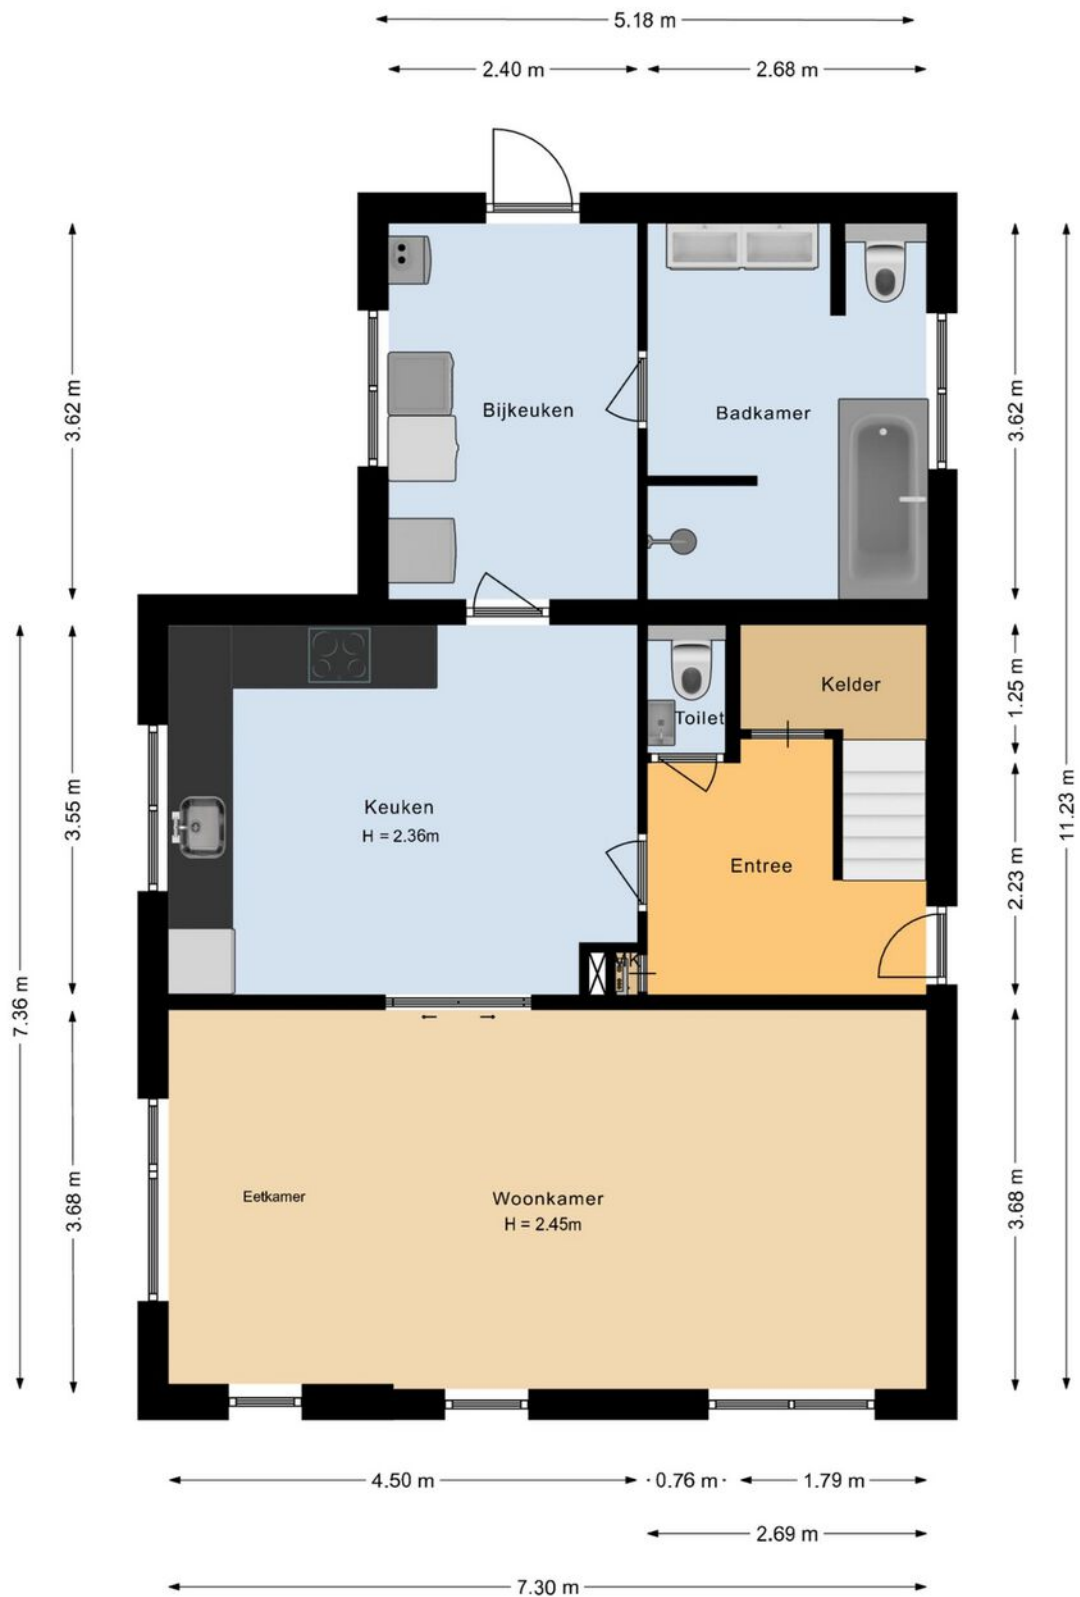 5.18 m
2.40 m
2.68 m
3.62 m
Bijkeuken
Badkamer
3.62 m
Kelder
1.25 m
Toilet
Keuken
H = 2.36m
3.55 m
11.23 m
Entree
2.23 m
MK
7.36 m
Eetkamer
Woonkamer
H = 2.45m
3.68 m
3.68 m
4.50 m
0.76 m
1.79 m
2.69 m
7.30 m